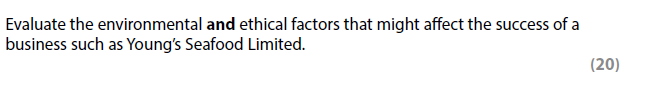 Evaluate the environmental and ethical factors that might affect the success of a
business such as Young’s Seafood Limited.
(20)